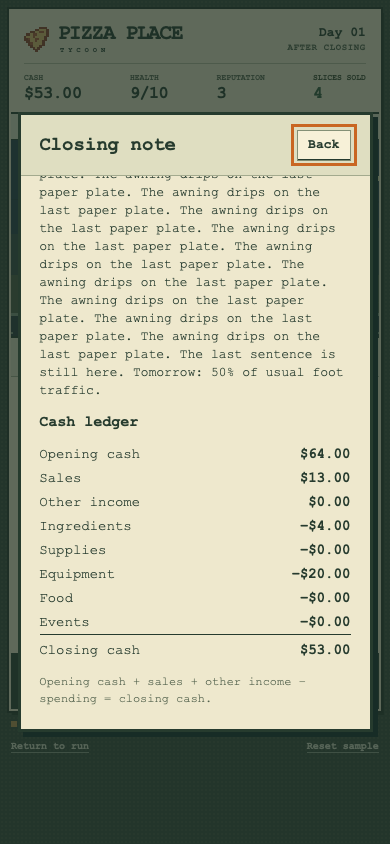 PIZZA PLACE
TYCOON
Day 01
AFTER CLOSING
CASH
$53.00
HEALTH
9/10
REPUTATION
3
SLICES SOLD
4
Closing note
Back
plate. The awning drips on the last
paper plate. The awning drips on the
last paper plate. The awning drips on
the last paper plate. The awning drips
on the last paper plate. The awning
drips on the last paper plate. The
awning drips on the last paper plate.
The awning drips on the last paper
plate. The awning drips on the last
paper plate. The awning drips on the
last paper plate. The last sentence is
still here. Tomorrow: 50% of usual foot
traffic.
Cash ledger
Opening cash $64.00
Sales $13.00
Other income $0.00
Ingredients −$4.00
Supplies −$0.00
Equipment −$20.00
Food −$0.00
Events −$0.00
Closing cash $53.00
Opening cash + sales + other income −
spending = closing cash.
Return to run
Reset sample